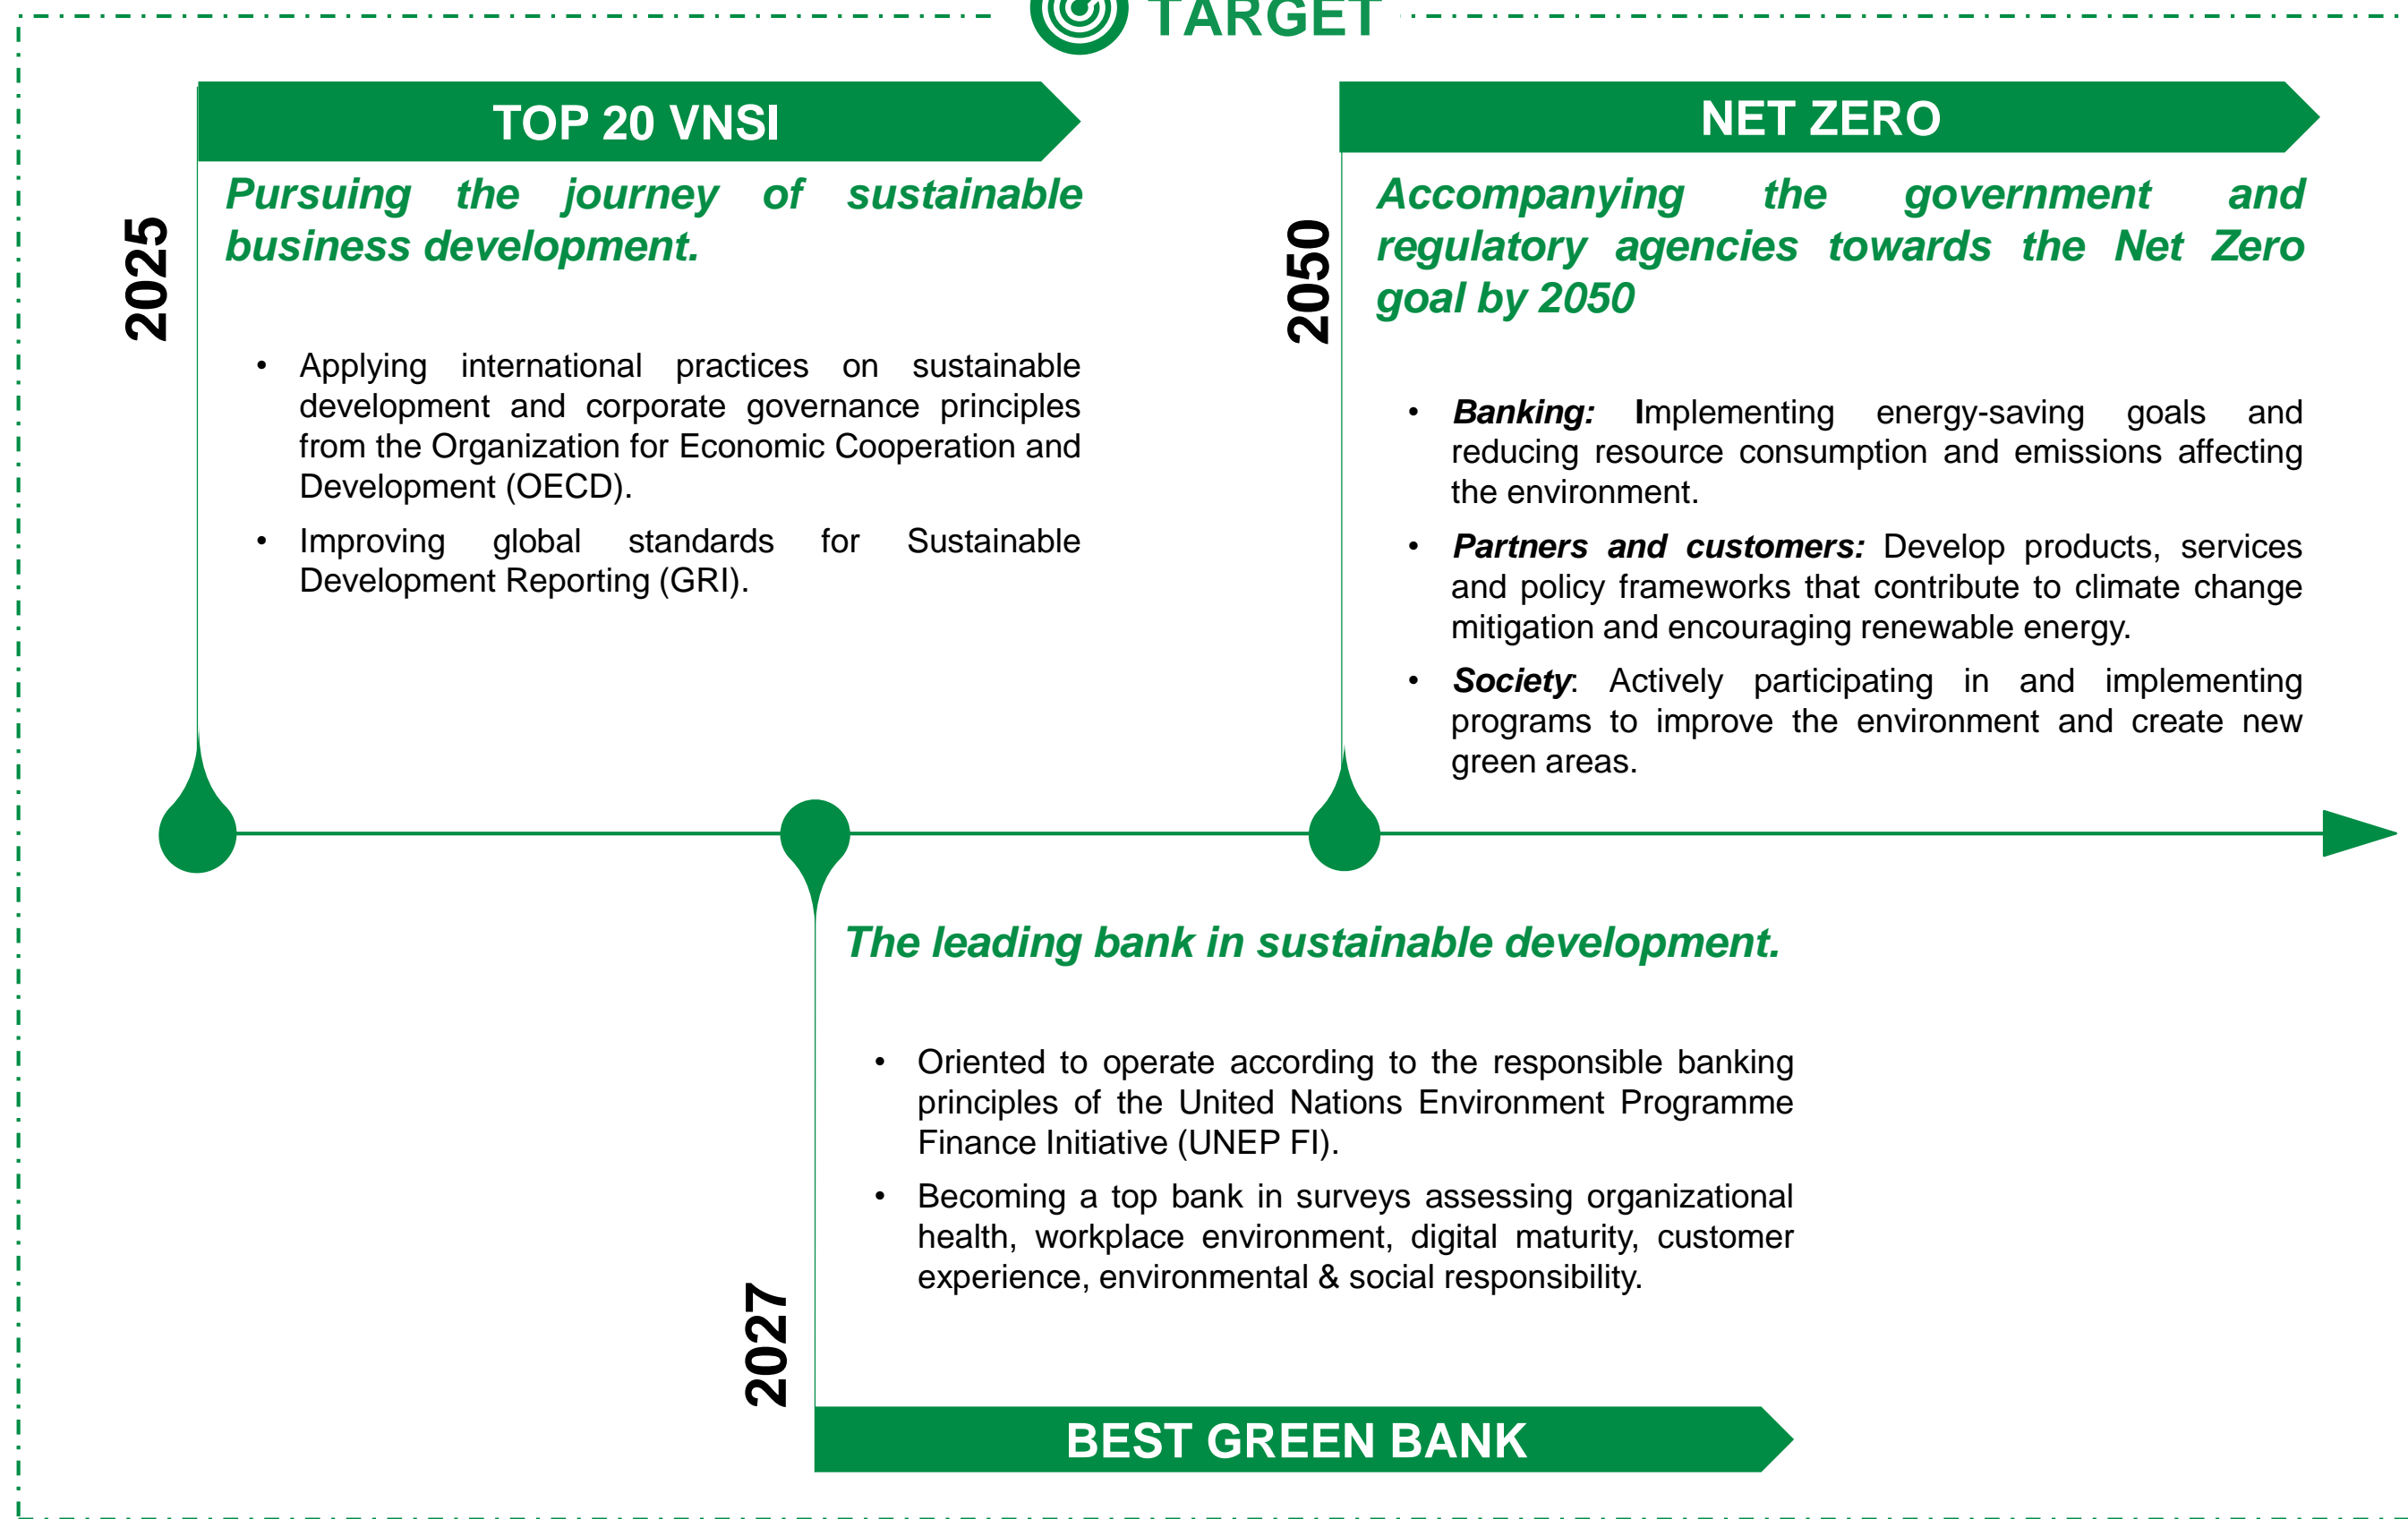 TARGET
TOP 20 VNSI
2025
Pursuing the journey of sustainable
business development.
• Applying international practices on sustainable
development and corporate governance principles
from the Organization for Economic Cooperation and
Development (OECD).
• Improving global standards for Sustainable
Development Reporting (GRI).
NET ZERO
2050
Accompanying the government and
regulatory agencies towards the Net Zero
goal by 2050
• Banking: Implementing energy-saving goals and
reducing resource consumption and emissions affecting
the environment.
• Partners and customers: Develop products, services
and policy frameworks that contribute to climate change
mitigation and encouraging renewable energy.
• Society: Actively participating in and implementing
programs to improve the environment and create new
green areas.
The leading bank in sustainable development.
• Oriented to operate according to the responsible banking
principles of the United Nations Environment Programme
Finance Initiative (UNEP FI).
• Becoming a top bank in surveys assessing organizational
health, workplace environment, digital maturity, customer
experience, environmental & social responsibility.
2027
BEST GREEN BANK